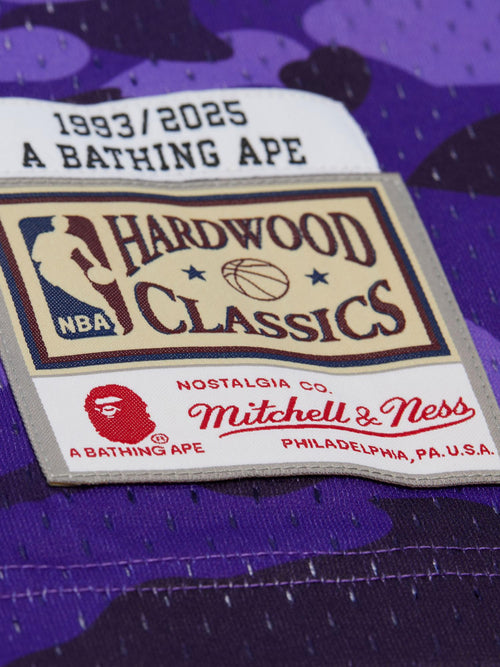 1993/2025
A BATHING APE
HARDWOOD
CLASSICS
NBA
NOSTALGIA CO.
Mitchell & Ness
PHILADELPHIA, PA. U.S.A.
A BATHING APE